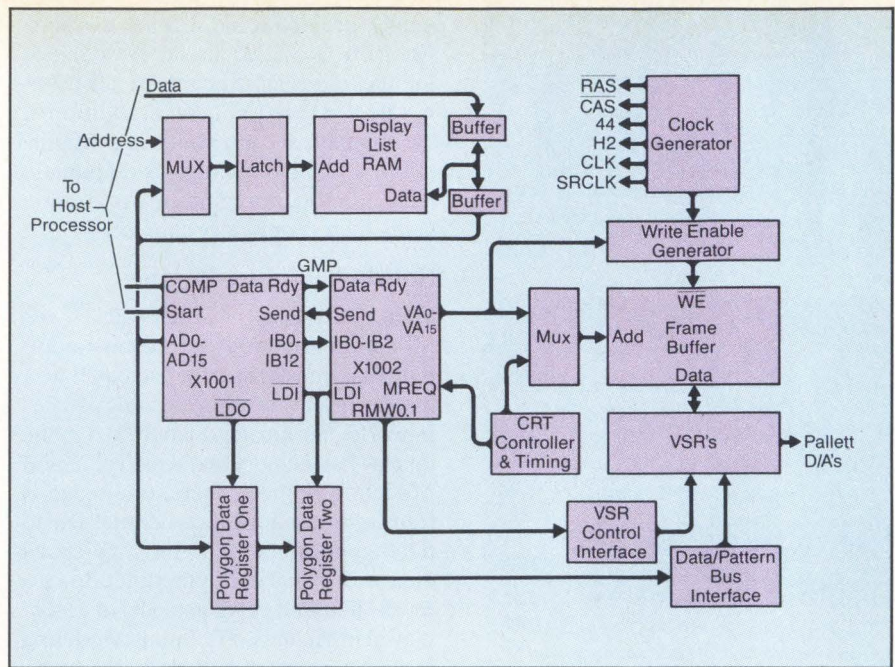 Data
Address
To
Host
Processor
MUX
Latch
Display
List
RAM
Add
Data
Buffer
Buffer
RAS
CAS
44
H2
CLK
SRCLK
Clock
Generator
Write Enable
Generator
COMP
Start
AD0-
AD15
X1001
LDO
Data Rdy
Send
IB0-
IB12
LDI
GMP
Data Rdy
Send
IB0-IB2
X1002
LDI
MREQ
RMW0.1
VA0-
VA15
Mux
CRT
Controller
& Timing
WE
Add
Frame
Buffer
Data
VSR's
Pallett
D/A's
Polygon Data
Register One
Polygon Data
Register Two
VSR
Control
Interface
Data/Pattern
Bus
Interface